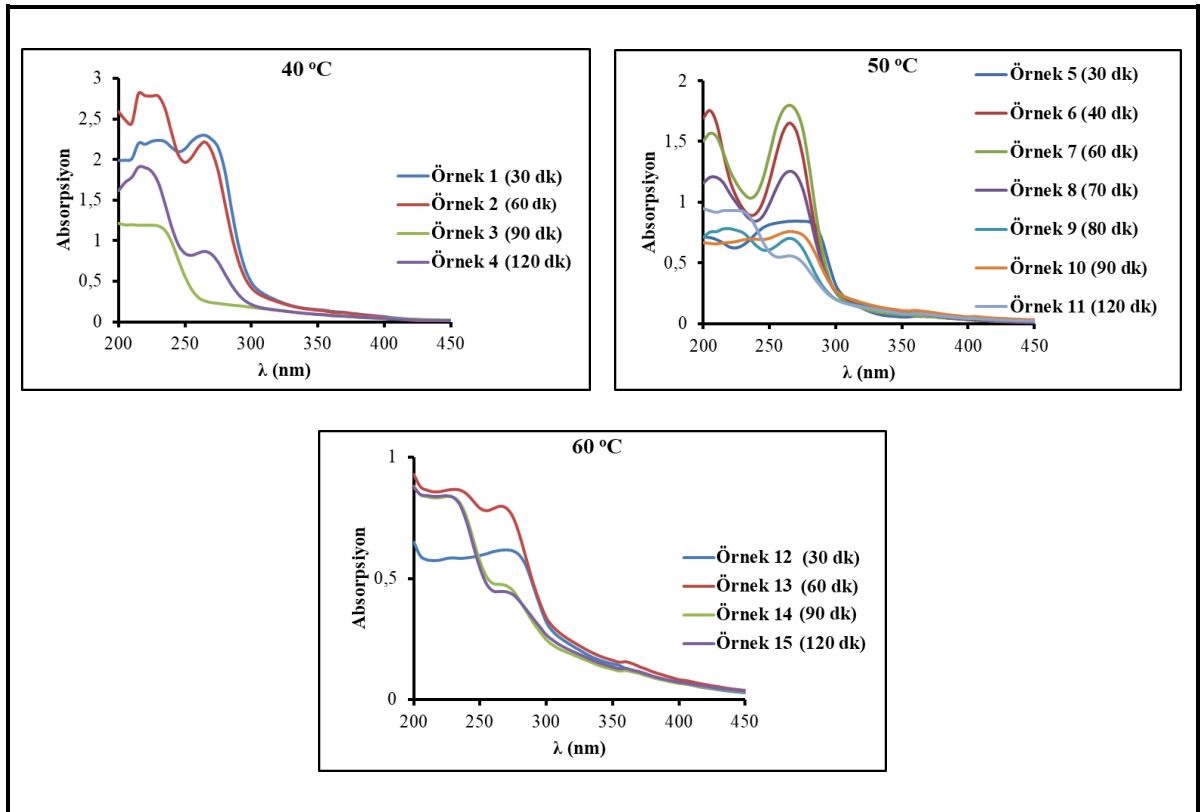 40 °C
3
2,5
2
1,5
1
0,5
0
200 250 300 350 400 450
Absorpsiyon
λ (nm)
Örnek 1 (30 dk)
Örnek 2 (60 dk)
Örnek 3 (90 dk)
Örnek 4 (120 dk)
50 °C
2
1,5
1
0,5
0
200 250 300 350 400 450
Absorpsiyon
λ (nm)
Örnek 5 (30 dk)
Örnek 6 (40 dk)
Örnek 7 (60 dk)
Örnek 8 (70 dk)
Örnek 9 (80 dk)
Örnek 10 (90 dk)
Örnek 11 (120 dk)
60 °C
1
0,5
0
200 250 300 350 400 450
Absorpsiyon
λ (nm)
Örnek 12 (30 dk)
Örnek 13 (60 dk)
Örnek 14 (90 dk)
Örnek 15 (120 dk)